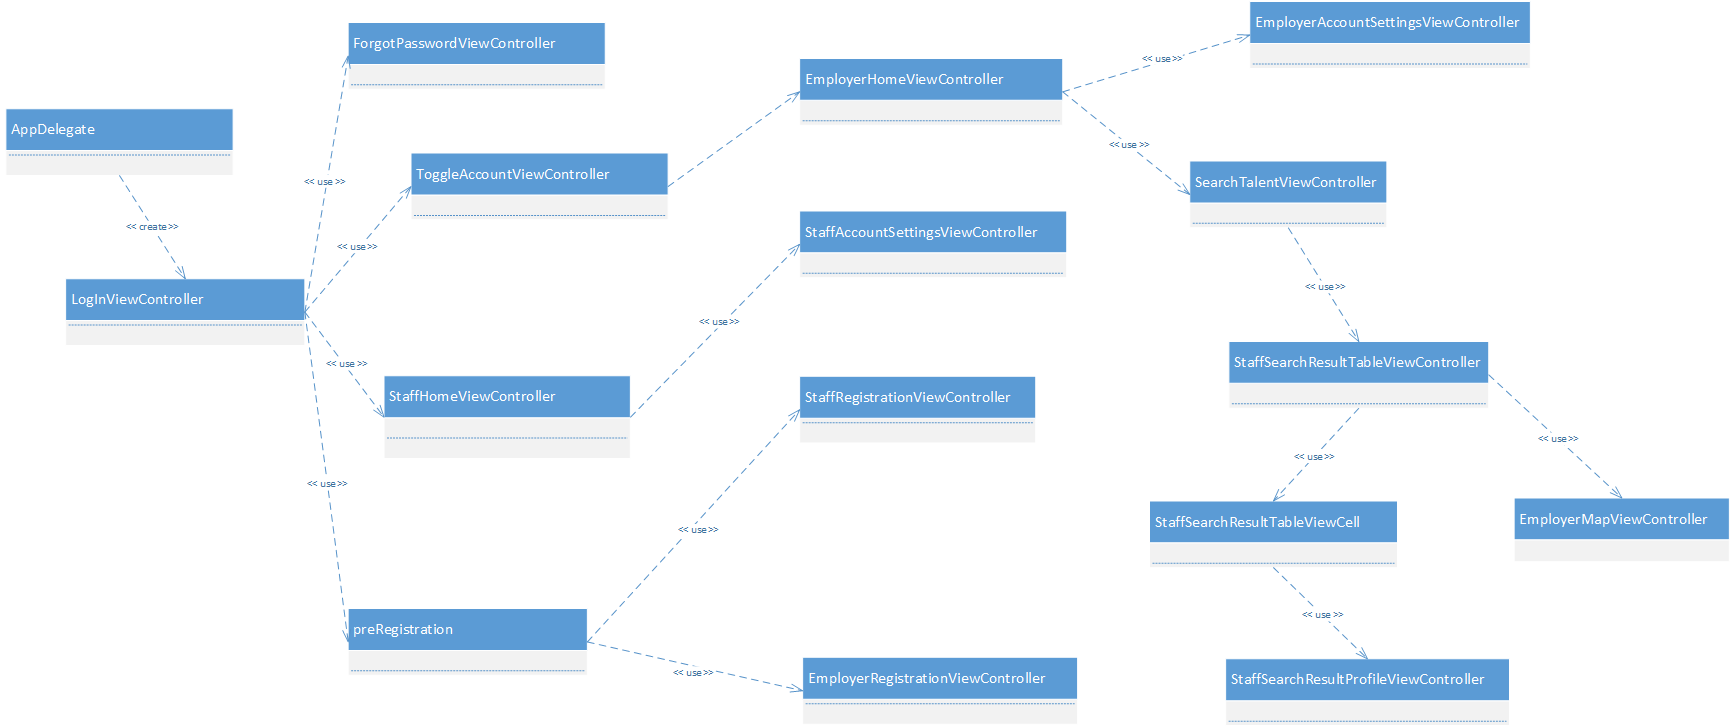 EmployerAccountSettingsViewController
ForgotPasswordViewController
<< use>>
EmployerHomeViewController
AppDelegate
<< use >>
ToggleAccountViewController
<< use >>
SearchTalentViewController
<< create>>
StaffAccountSettingsViewController
<< use>>
<< use >>
LogInViewController
<< use>>
<< use >>
StaffSearchResultTableViewController
StaffHomeViewController
StaffRegistrationViewController
<< use >>
<< use>>
<< use>>
StaffSearchResultTableViewCell
EmployerMapViewController
<< use>>
<< use >>
preRegistration
<< use>>
EmployerRegistrationViewController
StaffSearchResultProfileViewController